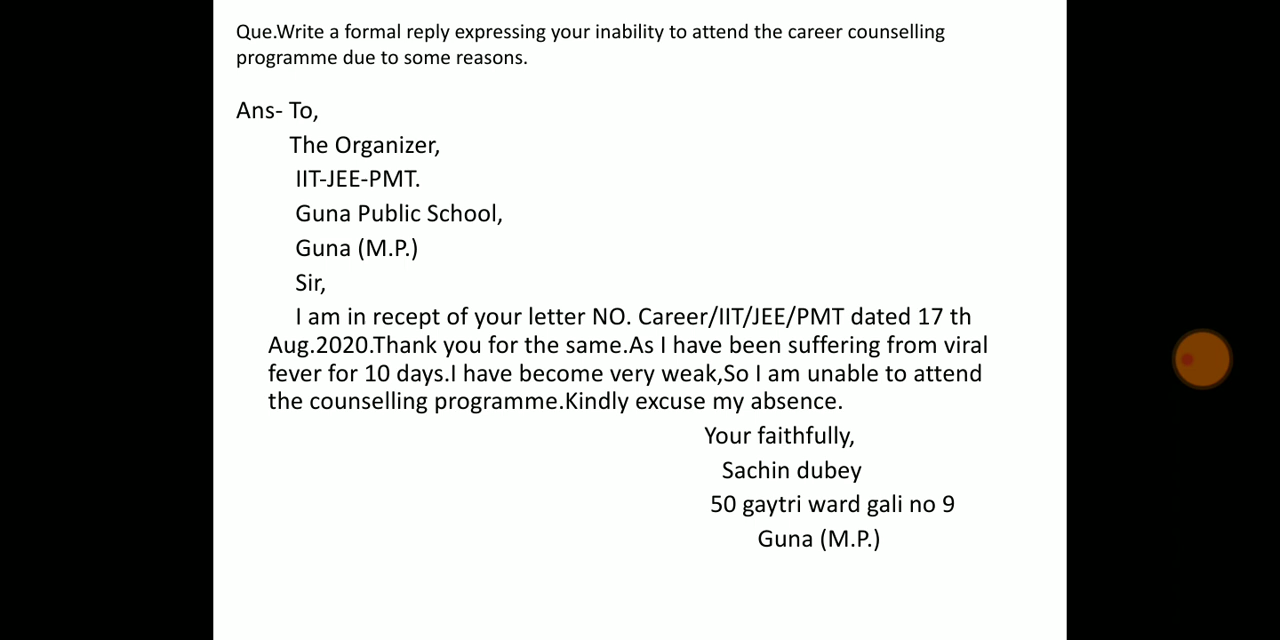 Que.Write a formal reply expressing your inability to attend the career counselling
programme due to some reasons.
Ans- To,
The Organizer,
IIT-JEE-PMT.
Guna Public School,
Guna (M.P.)
Sir,
I am in recept of your letter NO. Career/IIT/JEE/PMT dated 17 th
Aug.2020.Thank you for the same.As I have been suffering from viral
fever for 10 days.I have become very weak,So I am unable to attend
the counselling programme.Kindly excuse my absence.
Your faithfully,
Sachin dubey
50 gaytri ward gali no 9
Guna (M.P.)